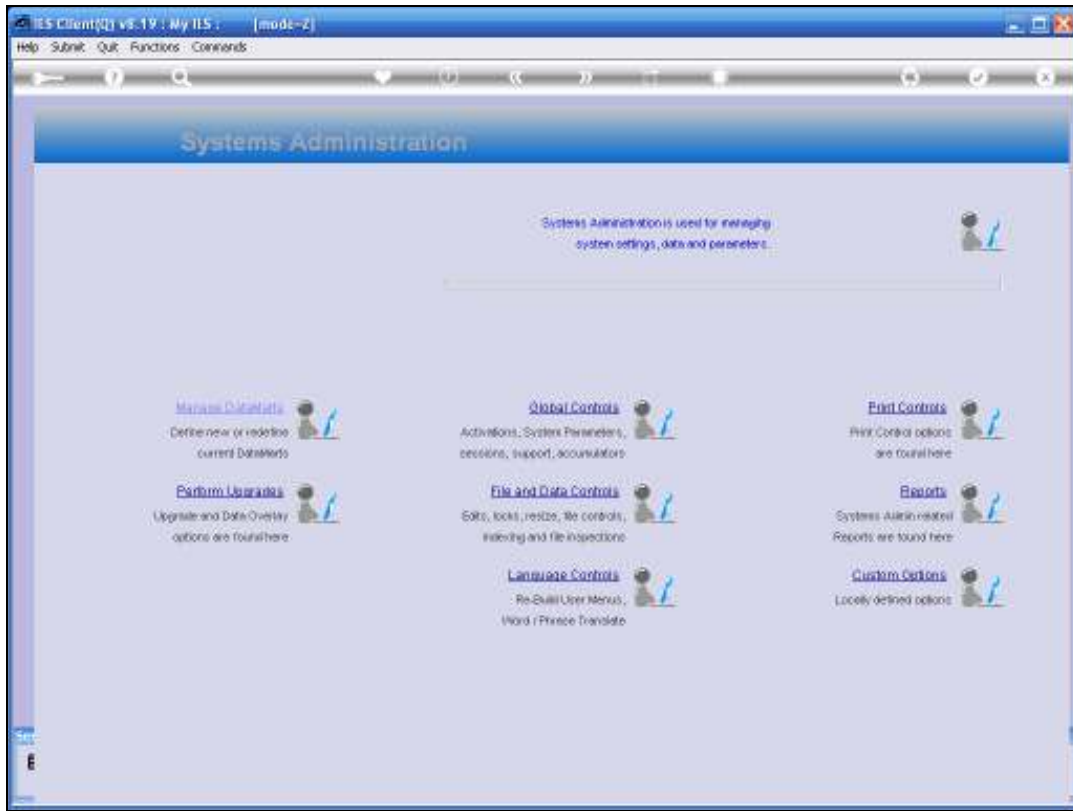 IES Client(Q) v8.19 : My IES : [mode=2]
Help Submit Quit Functions Commands
Systems Administration
Systems Administration is used for managing
system settings, data and parameters.
Manage DataMarts
Define new or redefine
current DataMarts
Global Controls
Activations, System Parameters,
sessions, support, accumulators
Print Controls
Print Control options
are found here
Perform Upgrades
Upgrade and Data Overlay
options are found here
File and Data Controls
Edits, locks, resize, file controls,
indexing and file inspections
Reports
Systems Admin related
Reports are found here
Language Controls
Re-Build User Menus,
Word / Phrase Translate
Custom Options
Locally defined options